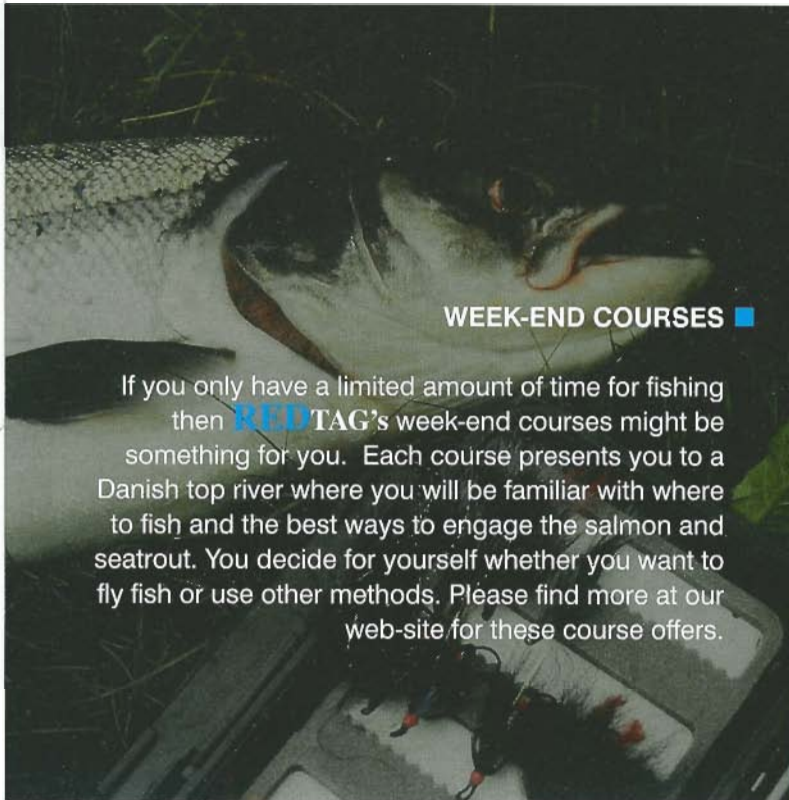 WEEK-END COURSES
If you only have a limited amount of time for fishing
then REDTAG's week-end courses might be
something for you. Each course presents you to a
Danish top river where you will be familiar with where
to fish and the best ways to engage the salmon and
seatrout. You decide for yourself whether you want to
fly fish or use other methods. Please find more at our
web-site for these course offers.